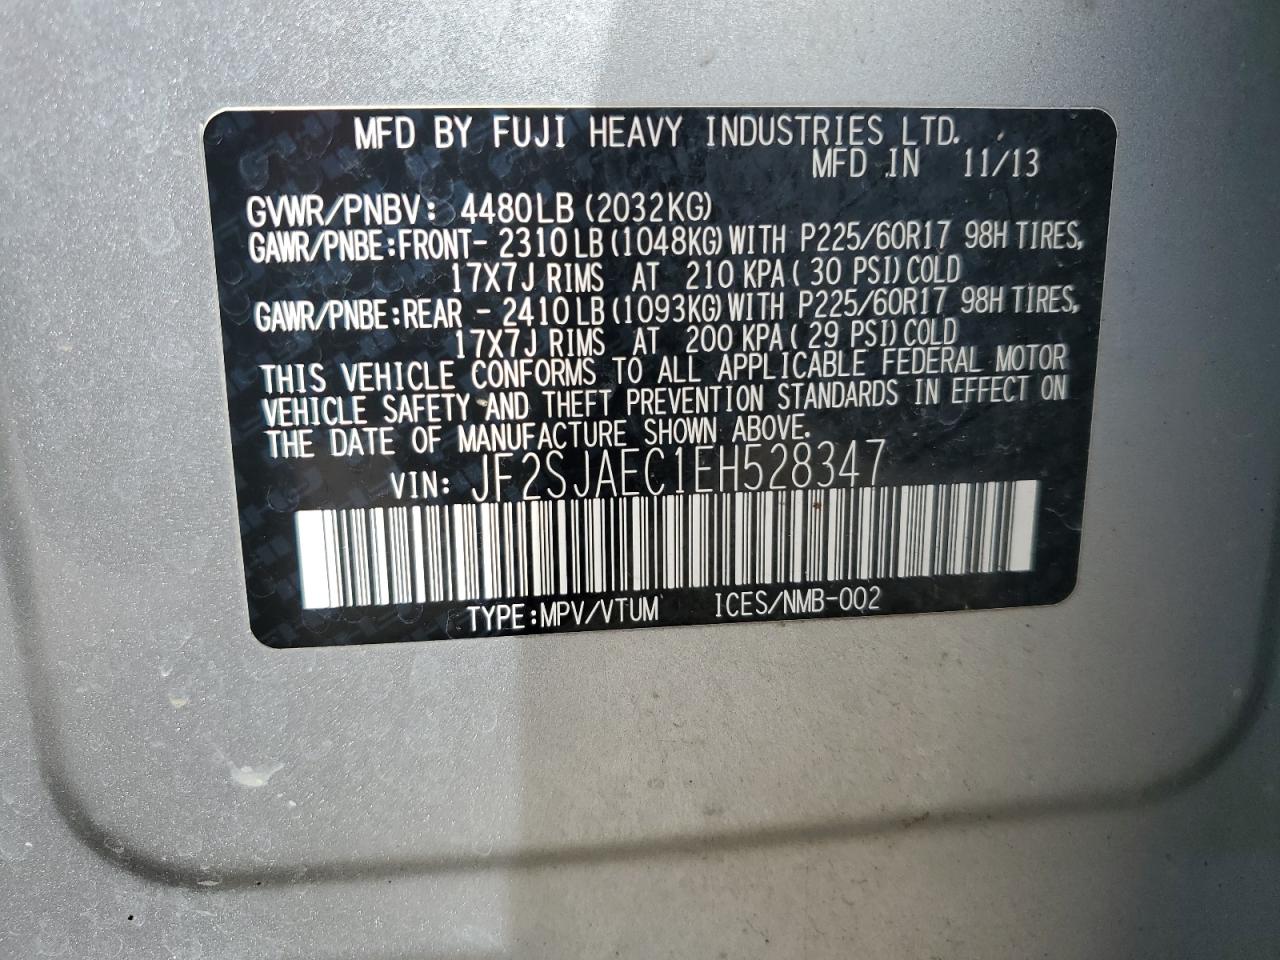 MFD BY FUJI HEAVY INDUSTRIES LTD.
MFD IN 11/13
GVWR/PNBV: 4480LB (2032KG)
GAWR/PNBE:FRONT- 2310LB (1048KG) WITH P225/60R17 98H TIRES,
17X7J RIMS AT 210 KPA ( 30 PSI) COLD
GAWR/PNBE:REAR - 2410LB (1093KG) WITH P225/60R17 98H TIRES,
17X7J RIMS AT 200 KPA ( 29 PSI) COLD
THIS VEHICLE CONFORMS TO ALL APPLICABLE FEDERAL MOTOR
VEHICLE SAFETY AND THEFT PREVENTION STANDARDS IN EFFECT ON
THE DATE OF MANUFACTURE SHOWN ABOVE.
VIN: JF2SJAEC1EH528347
TYPE:MPV/VTUM ICES/NMB-002